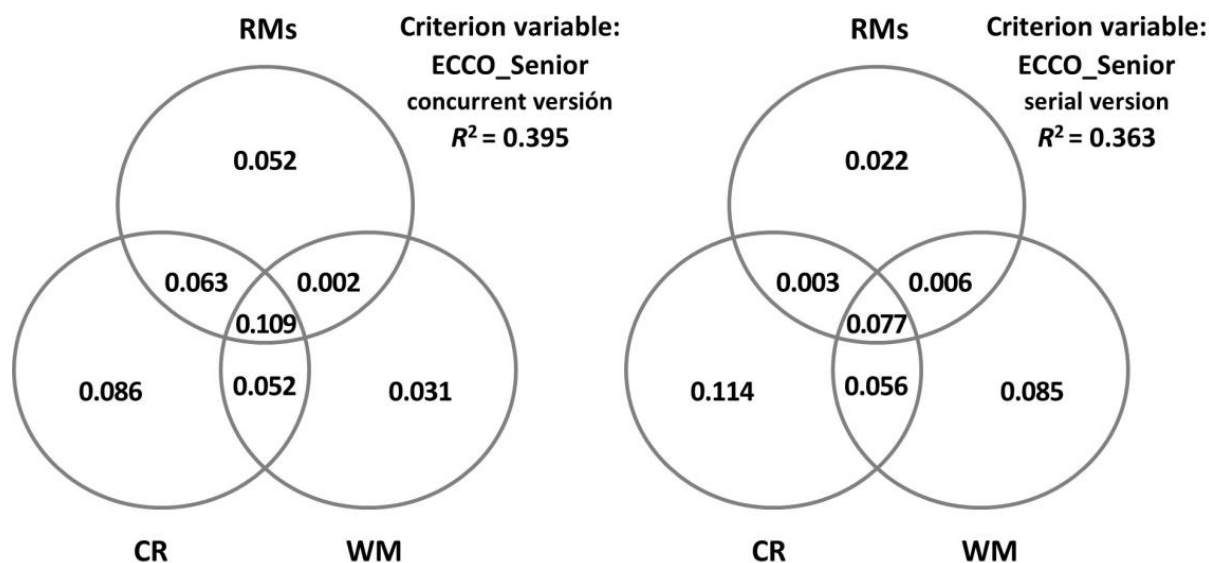 RMs
Criterion variable:
ECCO_Senior
concurrent versión
R² = 0.395
0.052
0.063
0.002
0.109
0.086
0.052
0.031
CR
WM
RMs
Criterion variable:
ECCO_Senior
serial version
R² = 0.363
0.022
0.003
0.006
0.077
0.114
0.056
0.085
CR
WM